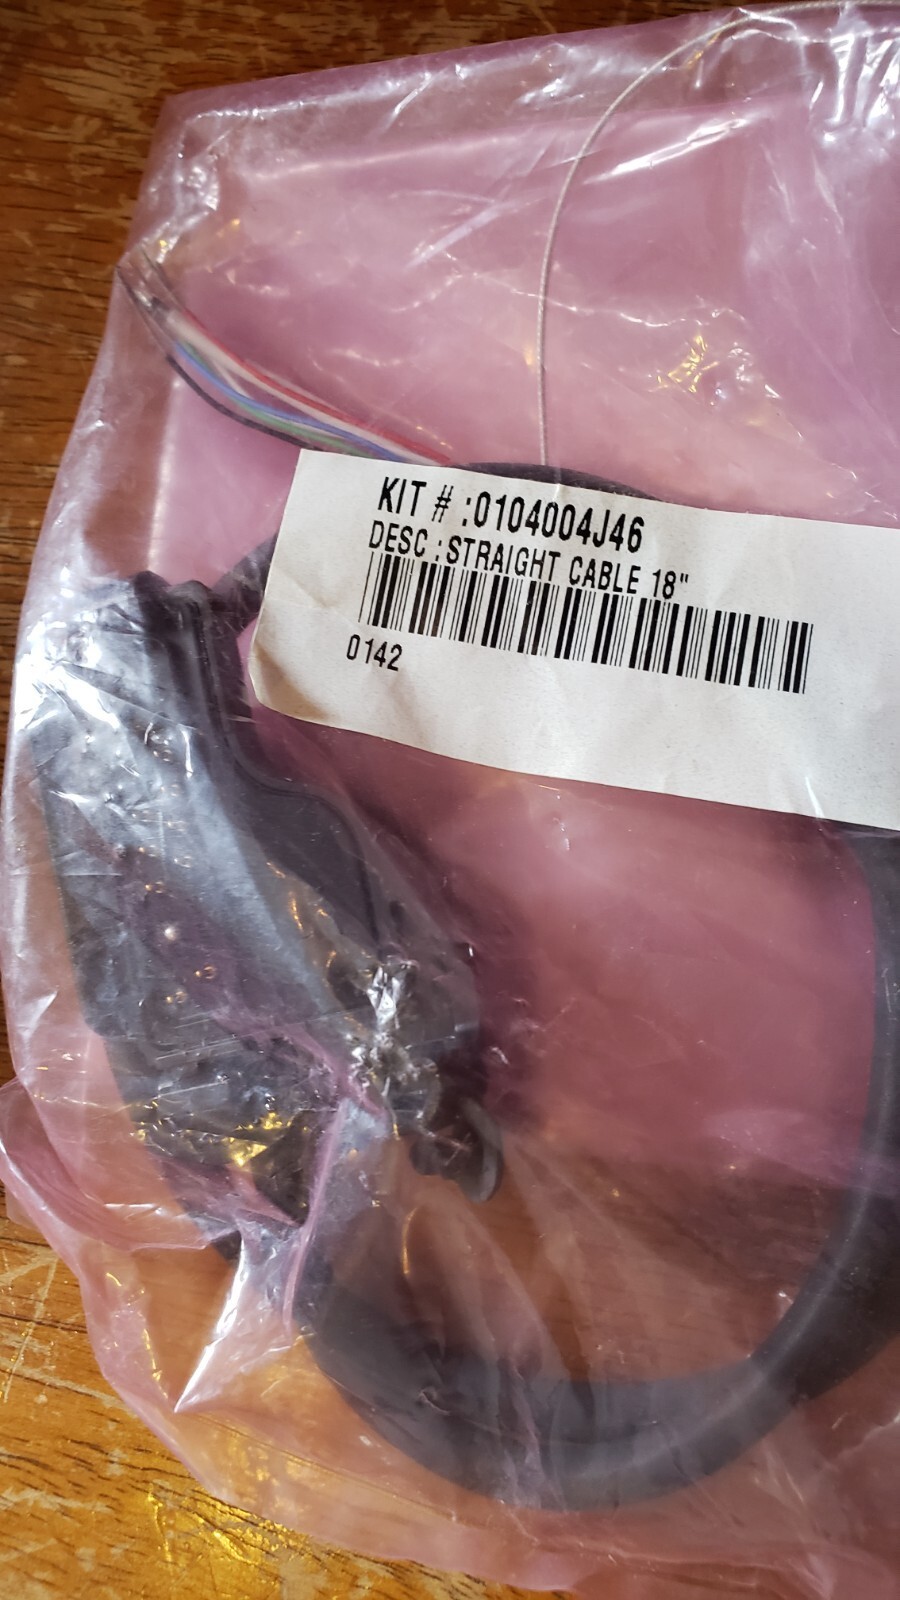 KIT # :0104004J46
DESC :STRAIGHT CABLE 18"
0142